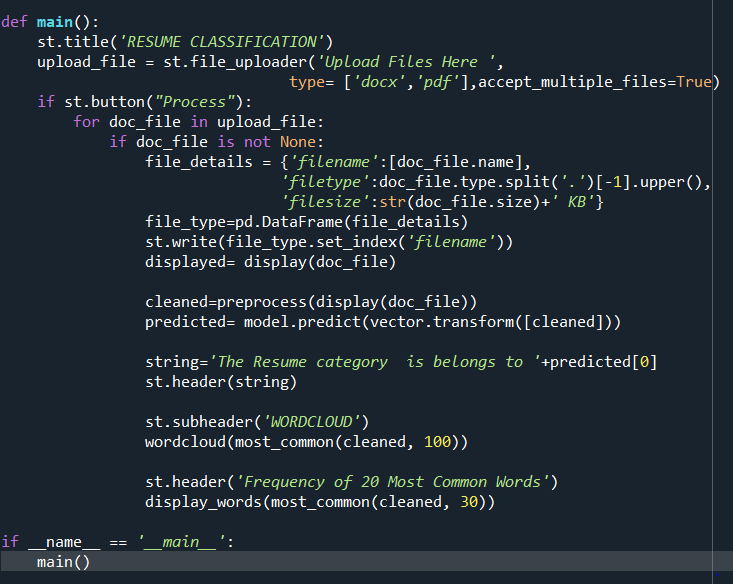 def main():
    st.title('RESUME CLASSIFICATION')
    upload_file = st.file_uploader('Upload Files Here ',
                                type= ['docx','pdf'],accept_multiple_files=True)
    if st.button("Process"):
        for doc_file in upload_file:
            if doc_file is not None:
                file_details = {'filename':[doc_file.name],
                               'filetype':doc_file.type.split('.')[-1].upper(),
                               'filesize':str(doc_file.size)+' KB'}
                file_type=pd.DataFrame(file_details)
                st.write(file_type.set_index('filename'))
                displayed= display(doc_file)

                cleaned=preprocess(display(doc_file))
                predicted= model.predict(vector.transform([cleaned]))

                string='The Resume category  is belongs to '+predicted[0]
                st.header(string)

                st.subheader('WORDCLOUD')
                wordcloud(most_common(cleaned, 100))

                st.header('Frequency of 20 Most Common Words')
                display_words(most_common(cleaned, 30))

if __name__ == '__main__':
    main()